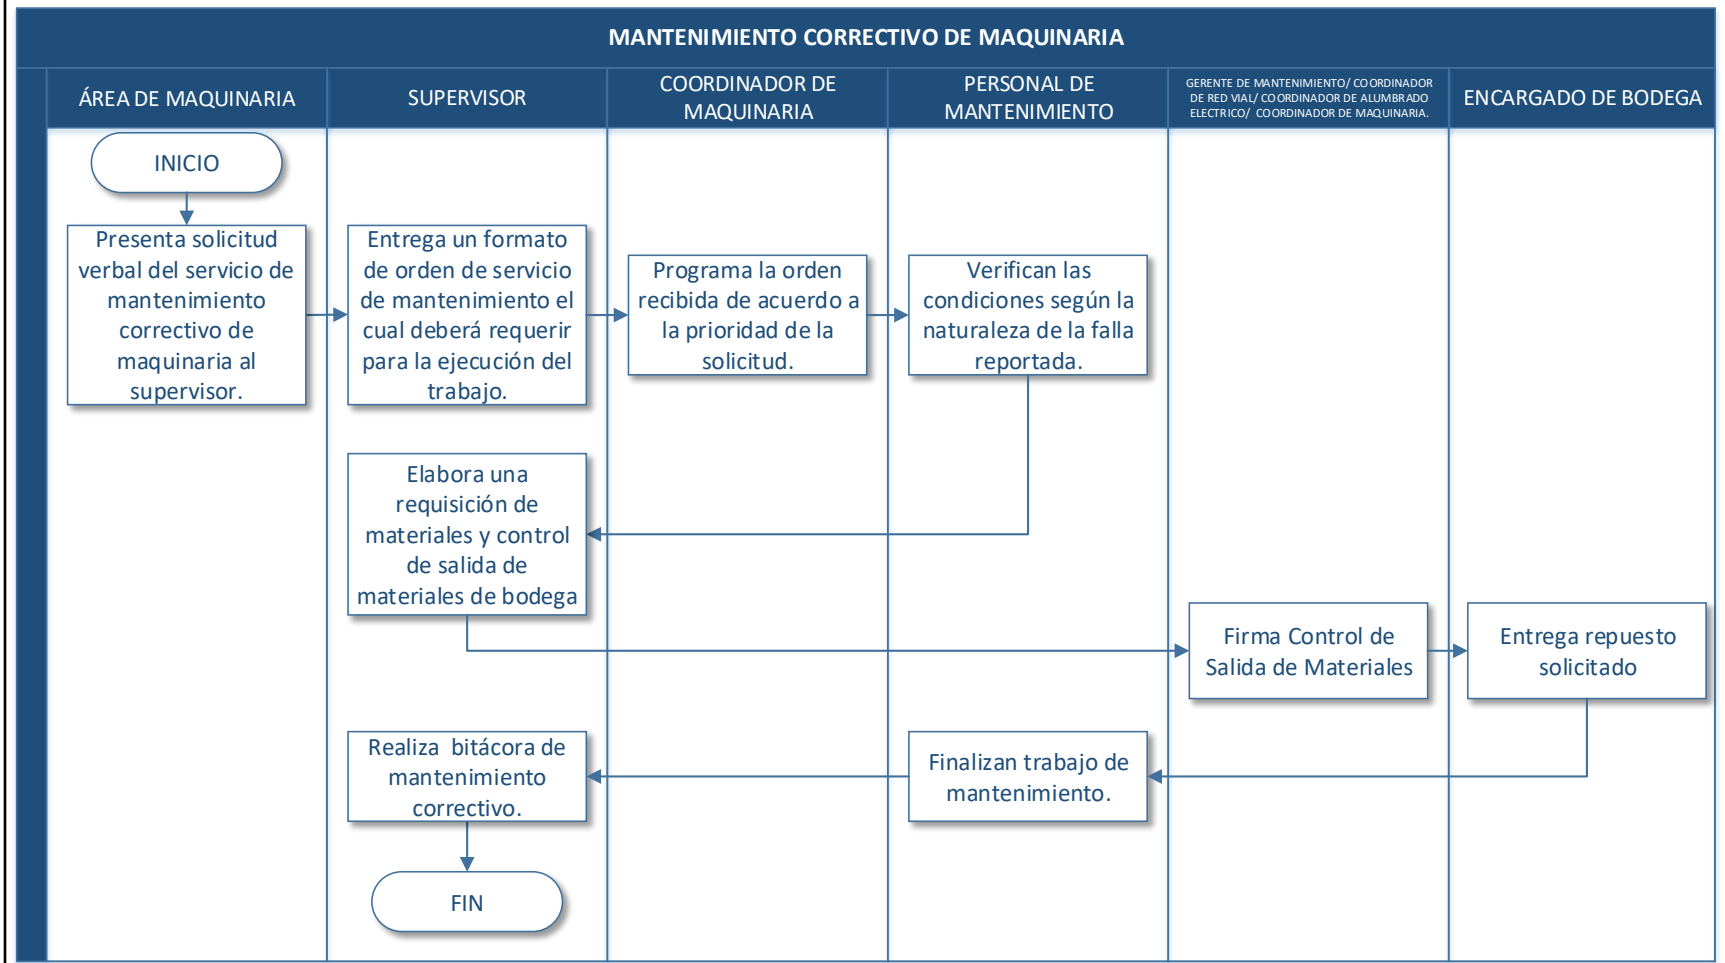 MANTENIMIENTO CORRECTIVO DE MAQUINARIA
ÁREA DE MAQUINARIA
SUPERVISOR
COORDINADOR DE
MAQUINARIA
PERSONAL DE
MANTENIMIENTO
GERENTE DE MANTENIMIENTO/ COORDINADOR
DE RED VIAL/ COORDINADOR DE ALUMBRADO
ELECTRICO/ COORDINADOR DE MAQUINARIA.
ENCARGADO DE BODEGA
INICIO
Presenta solicitud
verbal del servicio de
mantenimiento
correctivo de
maquinaria al
supervisor.
Entrega un formato
de orden de servicio
de mantenimiento el
cual deberá requerir
para la ejecución del
trabajo.
Programa la orden
recibida de acuerdo a
la prioridad de la
solicitud.
Verifican las
condiciones según la
naturaleza de la falla
reportada.
Elabora una
requisición de
materiales y control
de salida de
materiales de bodega
Firma Control de
Salida de Materiales
Entrega repuesto
solicitado
Finalizan trabajo de
mantenimiento.
Realiza bitácora de
mantenimiento
correctivo.
FIN